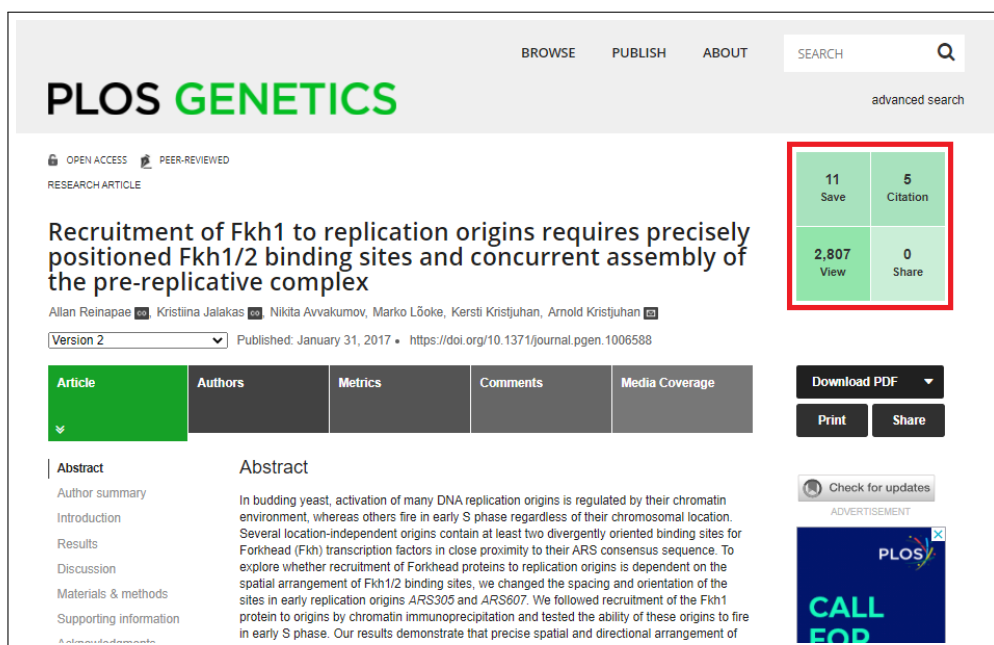 BROWSE PUBLISH ABOUT SEARCH
PLOS GENETICS
advanced search
OPEN ACCESS PEER-REVIEWED
RESEARCH ARTICLE
11 5
Save Citation
2,807 0
View Share
Recruitment of Fkh1 to replication origins requires precisely
positioned Fkh1/2 binding sites and concurrent assembly of
the pre-replicative complex
Allan Reinapae co, Kristiina Jalakas co, Nikita Avvakumov, Marko Lõoke, Kersti Kristjuhan, Arnold Kristjuhan
Version 2 Published: January 31, 2017 • https://doi.org/10.1371/journal.pgen.1006588
Article Authors Metrics Comments Media Coverage
Download PDF
Print Share
Abstract
Author summary
Introduction
Results
Discussion
Materials & methods
Supporting information
Acknowledgments
Abstract
In budding yeast, activation of many DNA replication origins is regulated by their chromatin
environment, whereas others fire in early S phase regardless of their chromosomal location.
Several location-independent origins contain at least two divergently oriented binding sites for
Forkhead (Fkh) transcription factors in close proximity to their ARS consensus sequence. To
explore whether recruitment of Forkhead proteins to replication origins is dependent on the
spatial arrangement of Fkh1/2 binding sites, we changed the spacing and orientation of the
sites in early replication origins ARS305 and ARS607. We followed recruitment of the Fkh1
protein to origins by chromatin immunoprecipitation and tested the ability of these origins to fire
in early S phase. Our results demonstrate that precise spatial and directional arrangement of
Check for updates
ADVERTISEMENT
PLOS
CALL
FOR